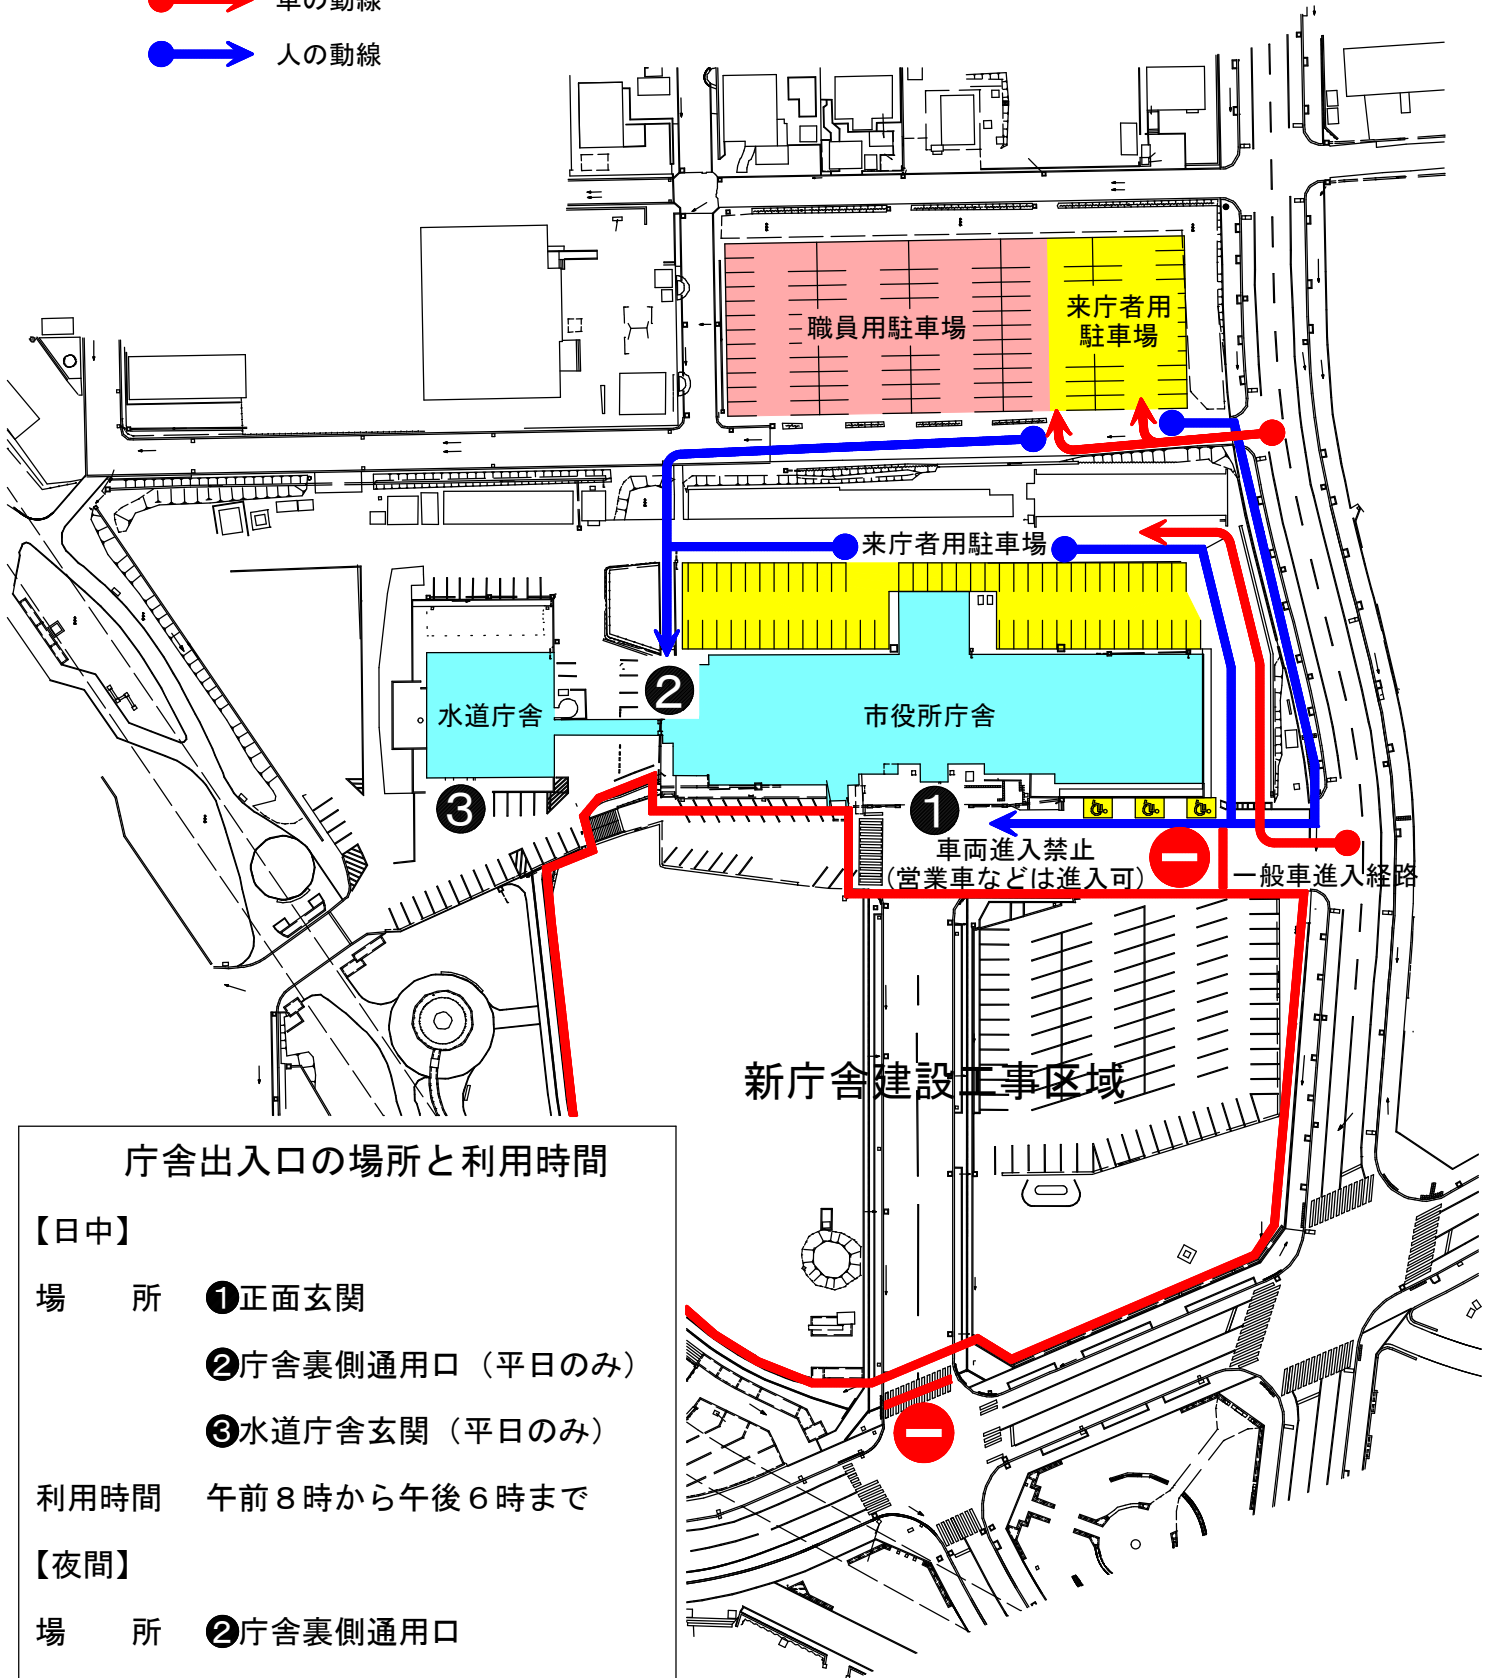 車の動線
人の動線
来庁者用
駐車場
職員用駐車場
来庁者用駐車場
❷
水道庁舎
市役所庁舎
❸
❶
車両進入禁止
(営業車などは進入可)
一般車進入経路
新庁舎建設工事区域
庁舎出入口の場所と利用時間
【日中】
場　所　❶正面玄関
❷庁舎裏側通用口（平日のみ）
❸水道庁舎玄関（平日のみ）
利用時間　午前８時から午後６時まで
【夜間】
場　所　❷庁舎裏側通用口